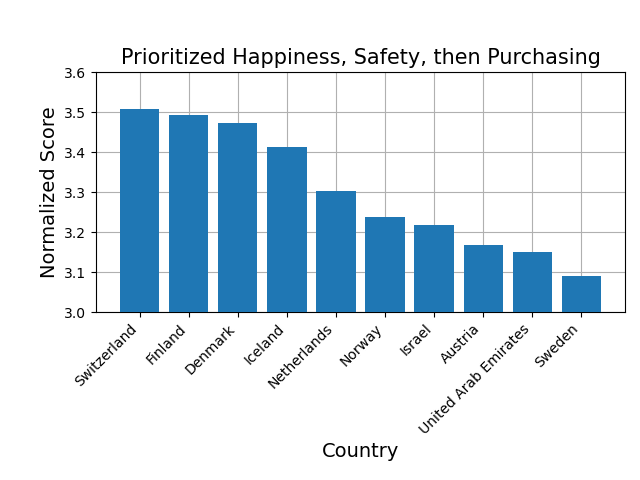 Prioritized Happiness, Safety, then Purchasing
Normalized Score
3.6
3.5
3.4
3.3
3.2
3.1
3.0
Switzerland
Finland
Denmark
Iceland
Netherlands
Norway
Israel
Austria
United Arab Emirates
Sweden
Country